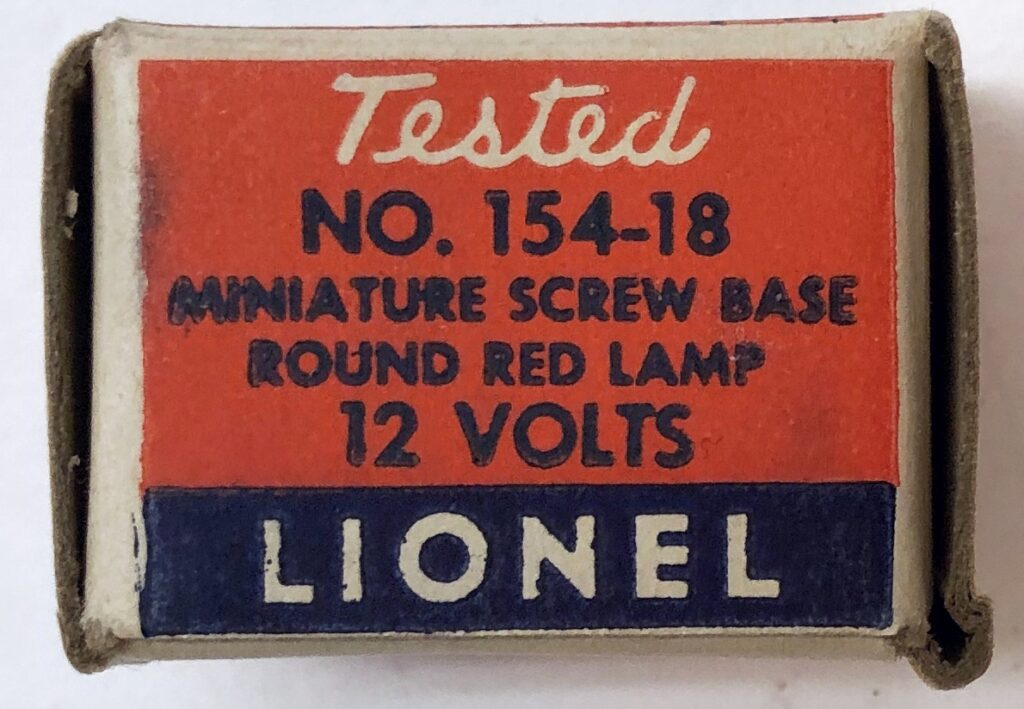 Tested
NO. 154-18
MINIATURE SCREW BASE
ROUND RED LAMP
12 VOLTS
LIONEL